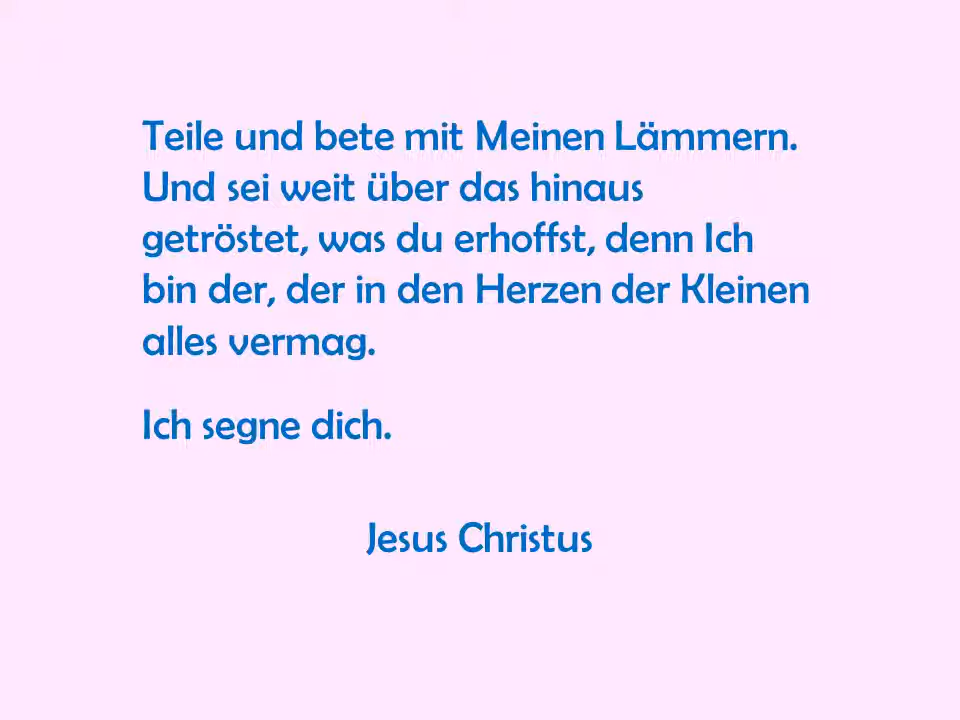 Teile und bete mit Meinen Lämmern.
Und sei weit über das hinaus
getröstet, was du erhoffst, denn Ich
bin der, der in den Herzen der Kleinen
alles vermag.
Ich segne dich.
Jesus Christus